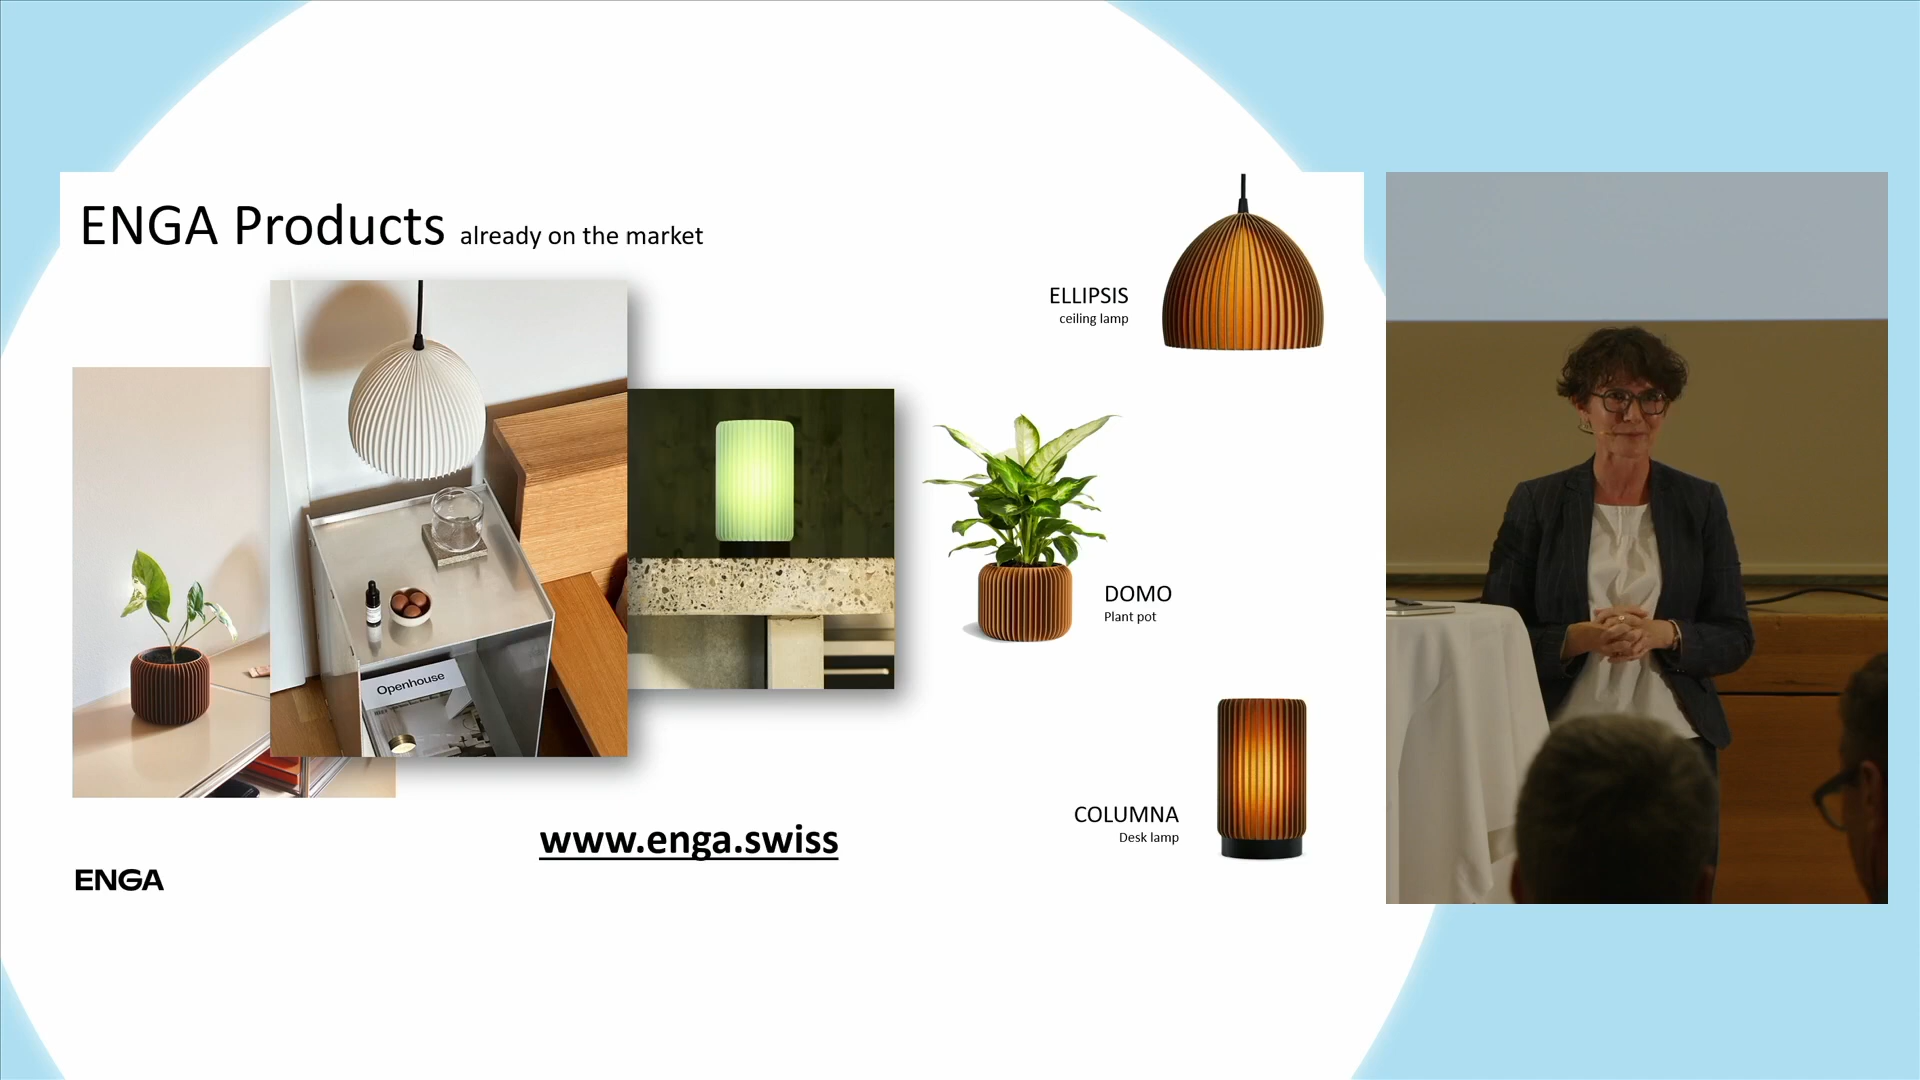 ENGA Products already on the market
ELLIPSIS
ceiling lamp
Openhouse
DOMO
Plant pot
COLUMNA
Desk lamp
www.enga.swiss
ENGA